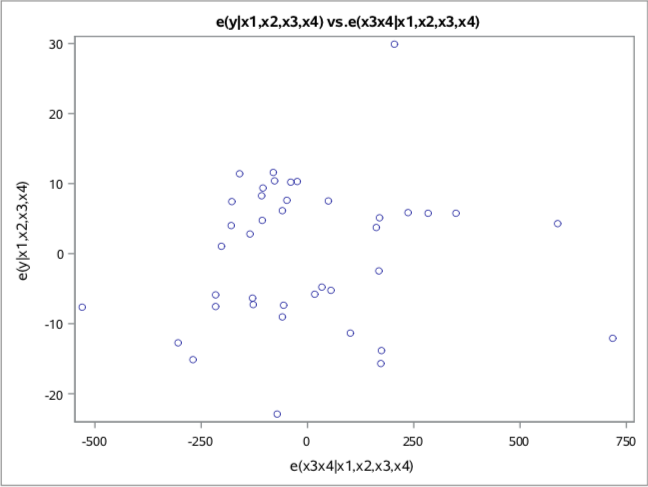 e(y|x1,x2,x3,x4) vs.e(x3x4|x1,x2,x3,x4)
30
20
10
0
-10
-20
e(y|x1,x2,x3,x4)
-500 -250 0 250 500 750
e(x3x4|x1,x2,x3,x4)